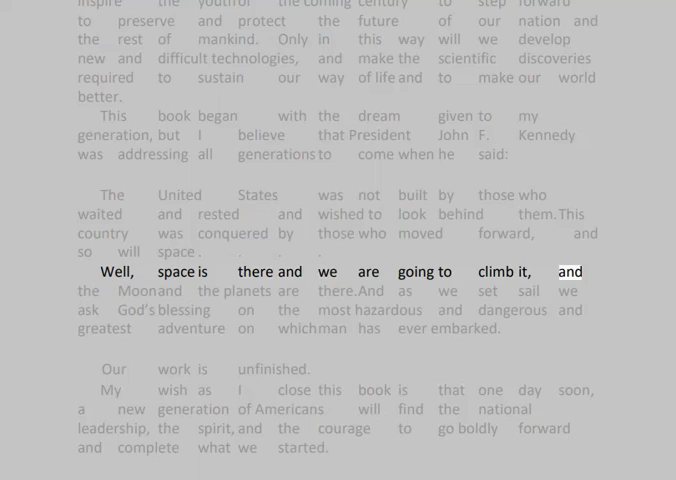 inspire the youthful the coming century to step forward
to preserve and protect the future of our nation and
the rest of mankind. Only in this way will we develop
new and difficult technologies, and make the scientific discoveries
required to sustain our way of life and to make our world
better.
This book began with the dream given to my
generation, but I believe that President John F. Kennedy
was addressing all generations to come when he said:
The United States was not built by those who
waited and rested and wished to look behind them. This
country was conquered by those who moved forward, and
so will space . . . .
Well, space is there and we are going to climb it, and
the Moon and the planets are there. And as we set sail we
ask God's blessing on the most hazardous and dangerous and
greatest adventure on which man has ever embarked.
Our work is unfinished.
My wish as I close this book is that one day soon,
a new generation of Americans will find the national
leadership, the spirit, and the courage to go boldly forward
and complete what we started.